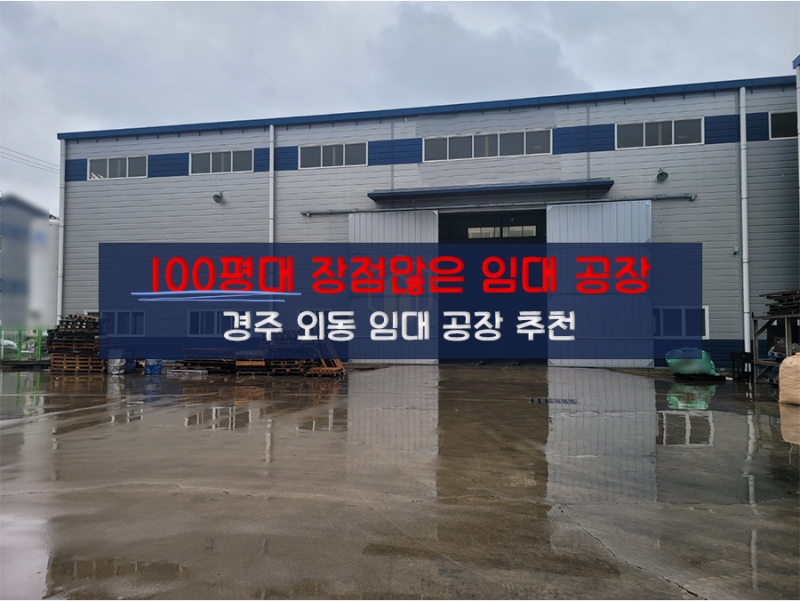 100평대 장점많은 임대 공장
경주 외동 임대 공장 추천